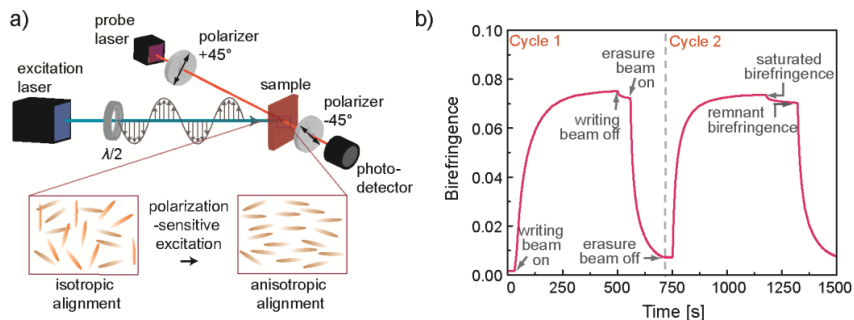 a)
probe
laser
polarizer
+45°
excitation
laser
sample
polarizer
-45°
λ/2
photo-
detector
polarization
-sensitive
excitation
isotropic
alignment
anisotropic
alignment
b)
Birefringence
0.10
0.08
0.06
0.04
0.02
0.00
Cycle 1
Cycle 2
erasure
beam
on
saturated
birefringence
writing
beam off
remnant
birefringence
writing
beam
on
erasure
beam off
0
250
500
750
1000
1250
1500
Time [s]